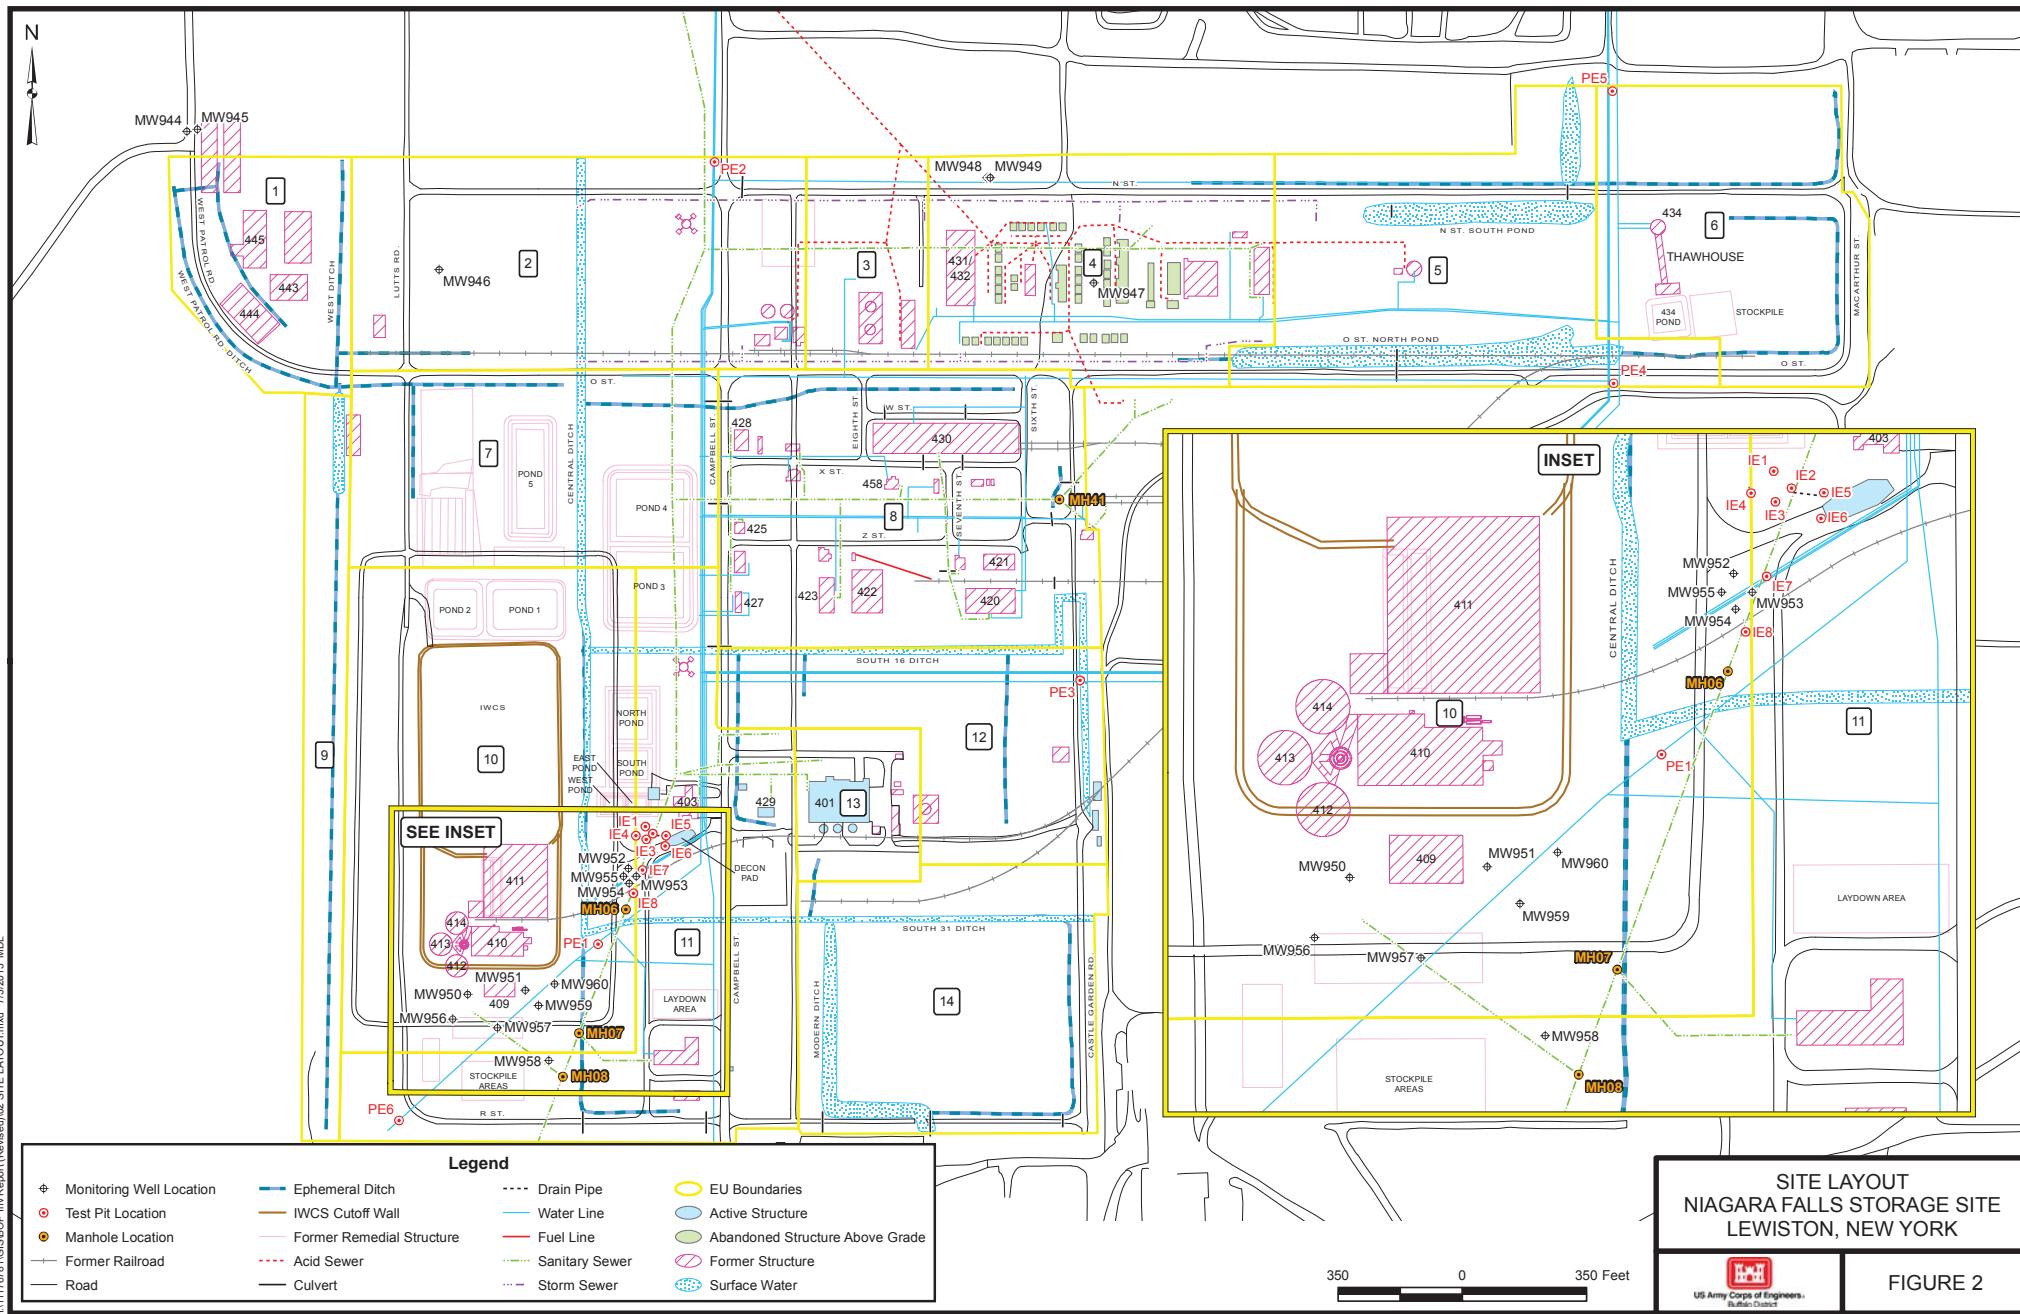 N
MW944
MW945
1
445
443
444
WEST PATROL RD.
WEST PATROL RD. DITCH
WEST DITCH
LUTTS RD.
MW946
2
PE2
3
MW948
MW949
N ST.
431/
432
4
MW947
5
N ST. SOUTH POND
O ST. NORTH POND
PE5
434
6
THAWHOUSE
434
POND
STOCKPILE
MACARTHUR ST.
O ST.
PE4
O ST.
7
POND
5
CENTRAL DITCH
POND 4
POND 3
POND 2
POND 1
CAMPBELL ST.
428
EIGHTH ST.
W ST.
430
SIXTH ST.
X ST.
458
8
SEVENTH ST.
MH41
425
Z ST.
427
423
422
421
420
SOUTH 16 DITCH
PE3
9
IWCS
10
NORTH
POND
SOUTH
POND
EAST
POND
WEST
POND
403
429
401
13
12
SEE INSET
IE1
IE4
IE3
IE5
IE6
IE7
IE8
MW952
MW955
MW953
MW954
MH06
DECON
PAD
411
414
413
410
412
PE1
11
SOUTH 31 DITCH
MW951
MW950
409
MW960
MW959
MW956
MW957
MH07
LAYDOWN
AREA
CAMPBELL ST.
MODERN DITCH
14
CASTLE GARDEN RD.
MW958
MH08
STOCKPILE
AREAS
PE6
R ST.
INSET
403
IE1
IE2
IE4
IE3
IE5
IE6
CENTRAL DITCH
MW952
MW955
IE7
MW953
MW954
IE8
MH06
411
414
10
413
410
412
PE1
11
MW950
409
MW951
MW960
MW959
LAYDOWN AREA
MW956
MW957
MH07
MW958
STOCKPILE
AREAS
MH08
Legend
Monitoring Well Location
Test Pit Location
Manhole Location
Former Railroad
Road
Ephemeral Ditch
IWCS Cutoff Wall
Former Remedial Structure
Acid Sewer
Culvert
Drain Pipe
Water Line
Fuel Line
Sanitary Sewer
Storm Sewer
EU Boundaries
Active Structure
Abandoned Structure Above Grade
Former Structure
Surface Water
350 0 350 Feet
SITE LAYOUT
NIAGARA FALLS STORAGE SITE
LEWISTON, NEW YORK
US Army Corps of Engineers
Buffalo District
FIGURE 2